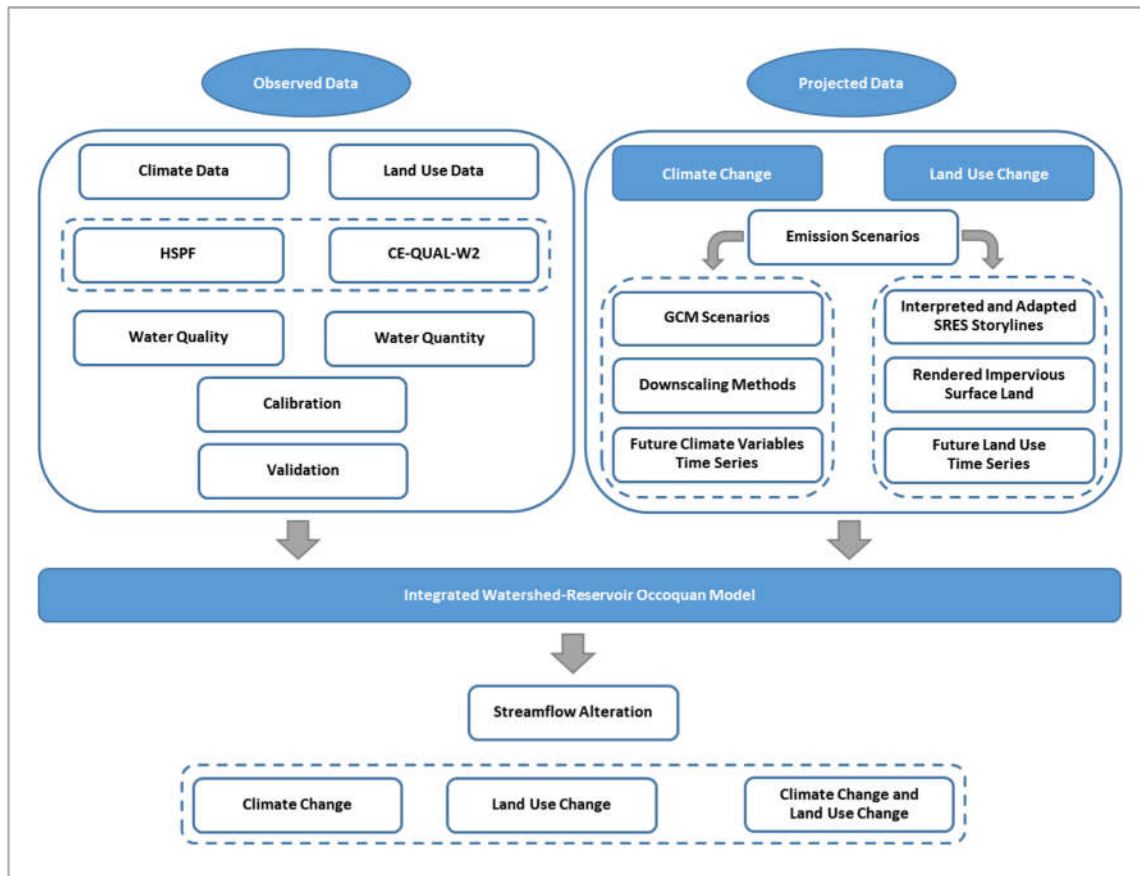 Observed Data
Projected Data
Climate Data
Land Use Data
HSPF
CE-QUAL-W2
Water Quality
Water Quantity
Calibration
Validation
Climate Change
Land Use Change
Emission Scenarios
GCM Scenarios
Downscaling Methods
Future Climate Variables
Time Series
Interpreted and Adapted
SRES Storylines
Rendered Impervious
Surface Land
Future Land Use
Time Series
Integrated Watershed-Reservoir Occoquan Model
Streamflow Alteration
Climate Change
Land Use Change
Climate Change and
Land Use Change